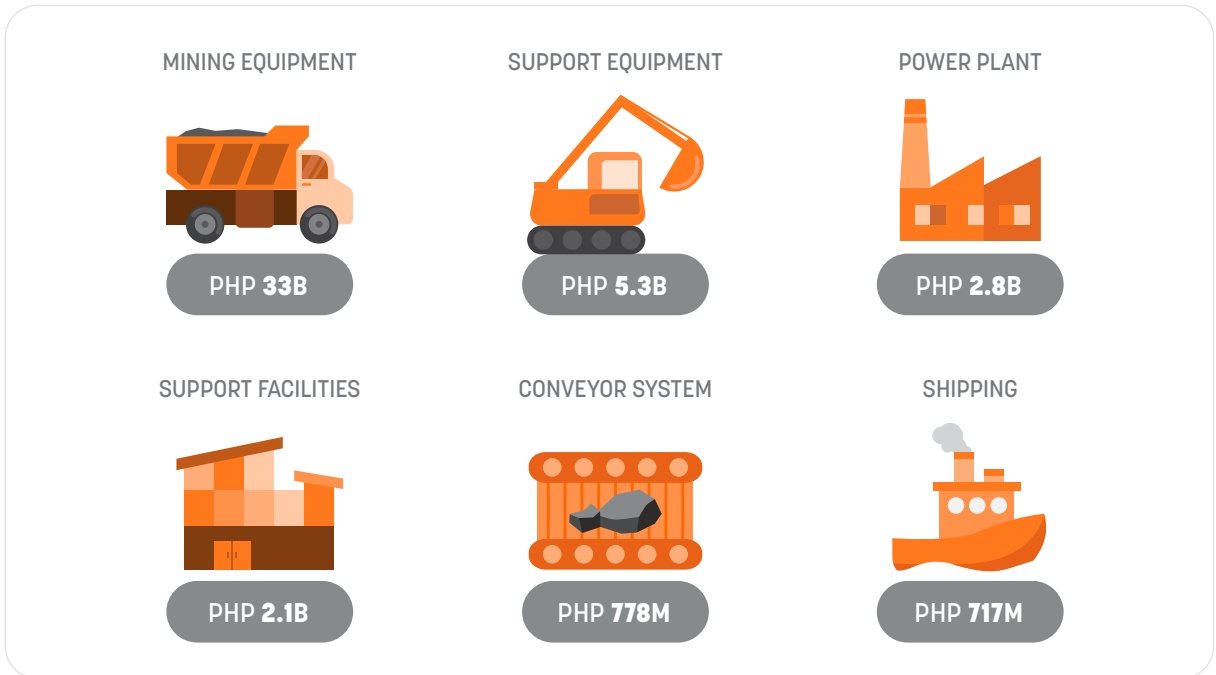 MINING EQUIPMENT
SUPPORT EQUIPMENT
POWER PLANT
PHP 33B
PHP 5.3B
PHP 2.8B
SUPPORT FACILITIES
CONVEYOR SYSTEM
SHIPPING
PHP 2.1B
PHP 778M
PHP 717M